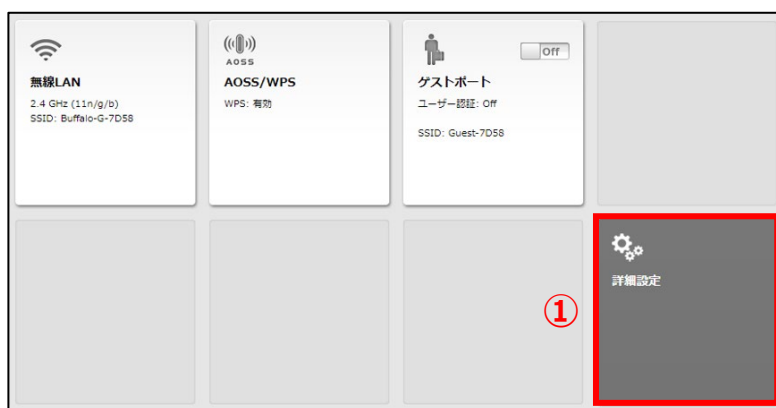 無線LAN
2.4 GHz (11n/g/b)
SSID: Buffalo-G-7D58
AOSS
AOSS/WPS
WPS: 有効
Off
ゲストポート
ユーザー認証: Off
SSID: Guest-7D58
①
詳細設定